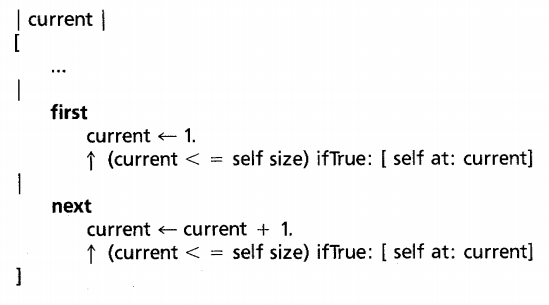 | current |
[
...
|
first
current ← 1.
↑ (current < = self size) ifTrue: [ self at: current]
|
next
current ← current + 1.
↑ (current < = self size) ifTrue: [ self at: current]
]